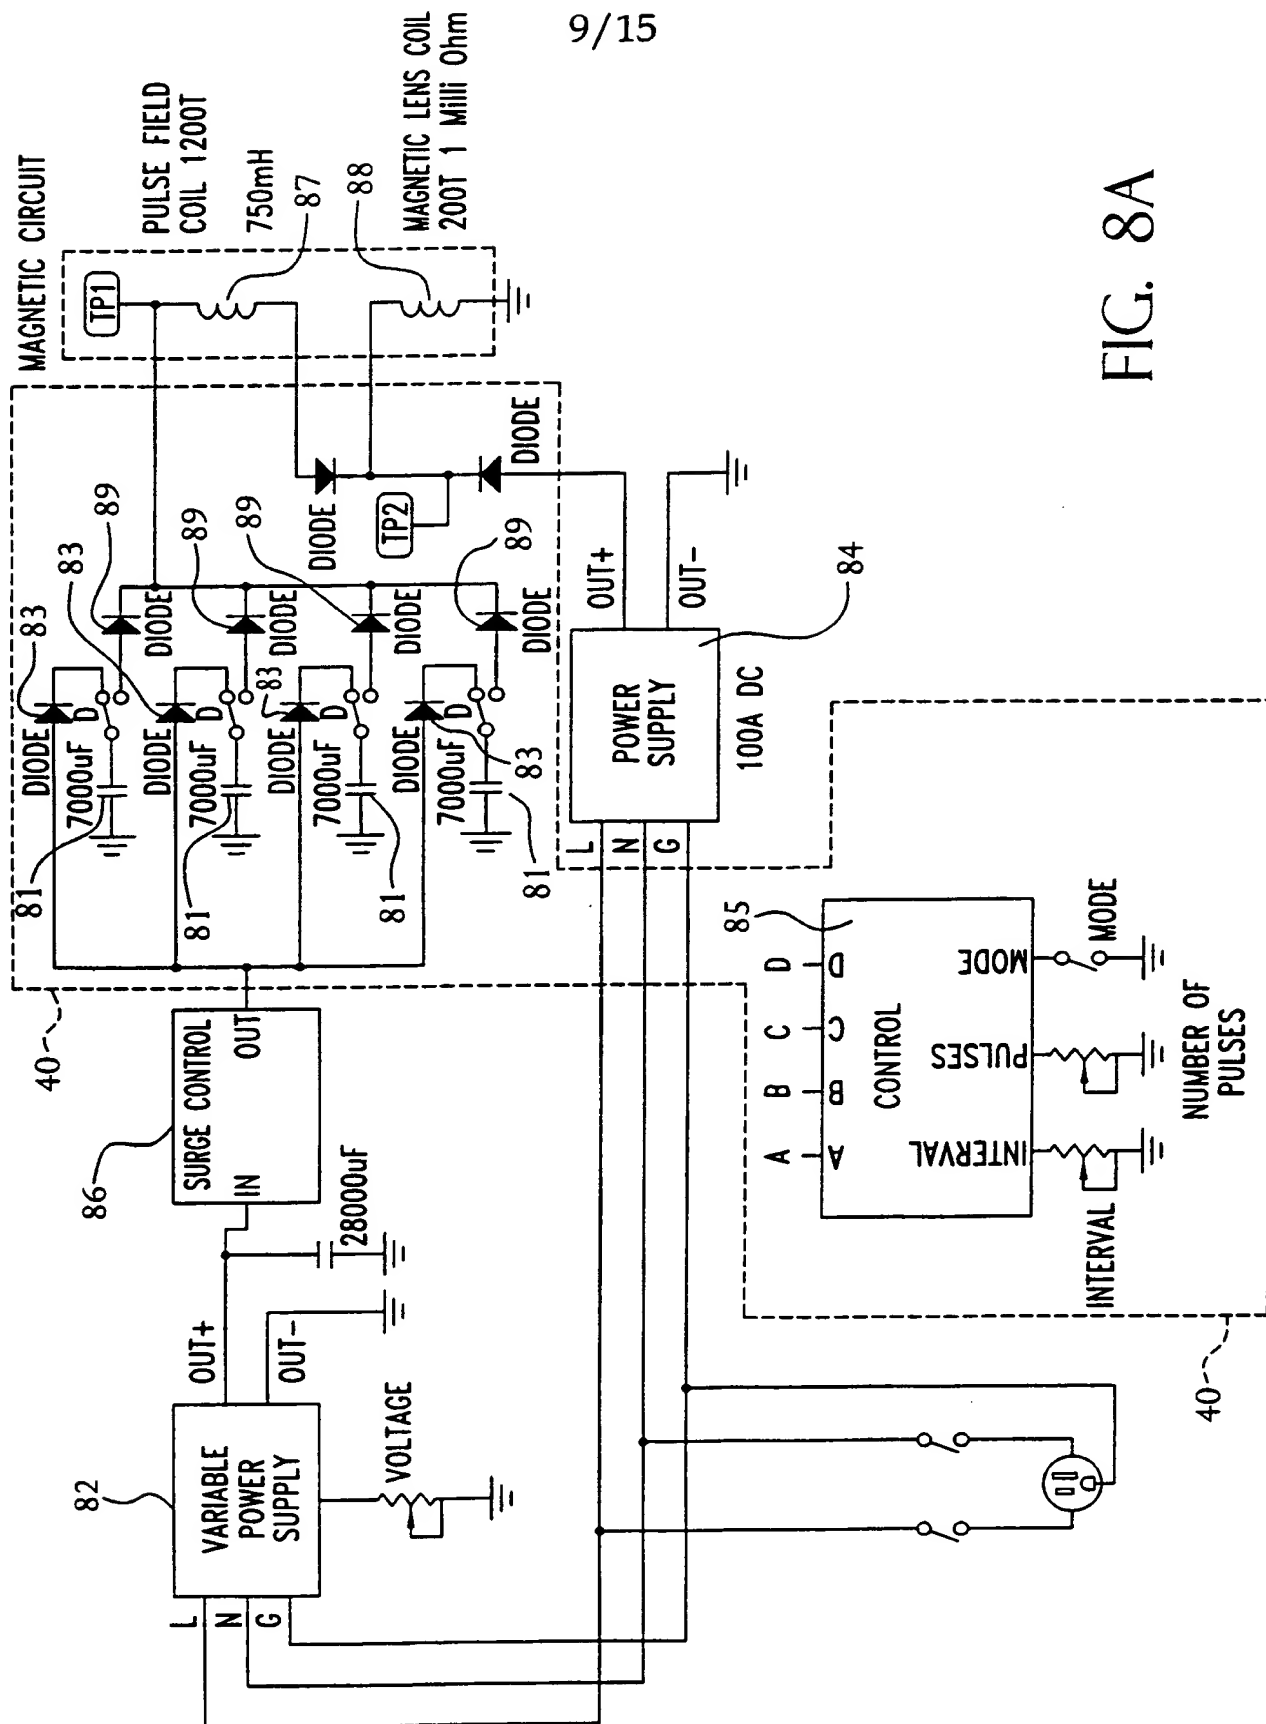 9/15
MAGNETIC CIRCUIT
PULSE FIELD
COIL 1200T
750mH
87
88
MAGNETIC LENS COIL
200T 1 Milli Ohm
TP1
TP2
DIODE
DIODE
83
83
89
89
89
89
DIODE
DIODE
DIODE
DIODE
DIODE
DIODE
DIODE
DIODE
D
D
D
D
83
83
7000uF
7000uF
7000uF
7000uF
81
81
81
81
40
86
SURGE CONTROL
IN
OUT
28000uF
OUT+
OUT-
82
VARIABLE
POWER
SUPPLY
VOLTAGE
L
N
G
OUT+
OUT-
84
POWER
SUPPLY
100A DC
L
N
G
85
A
B
C
D
A
B
C
D
CONTROL
INTERVAL
PULSES
MODE
INTERVAL
NUMBER OF
PULSES
MODE
40
FIG. 8A